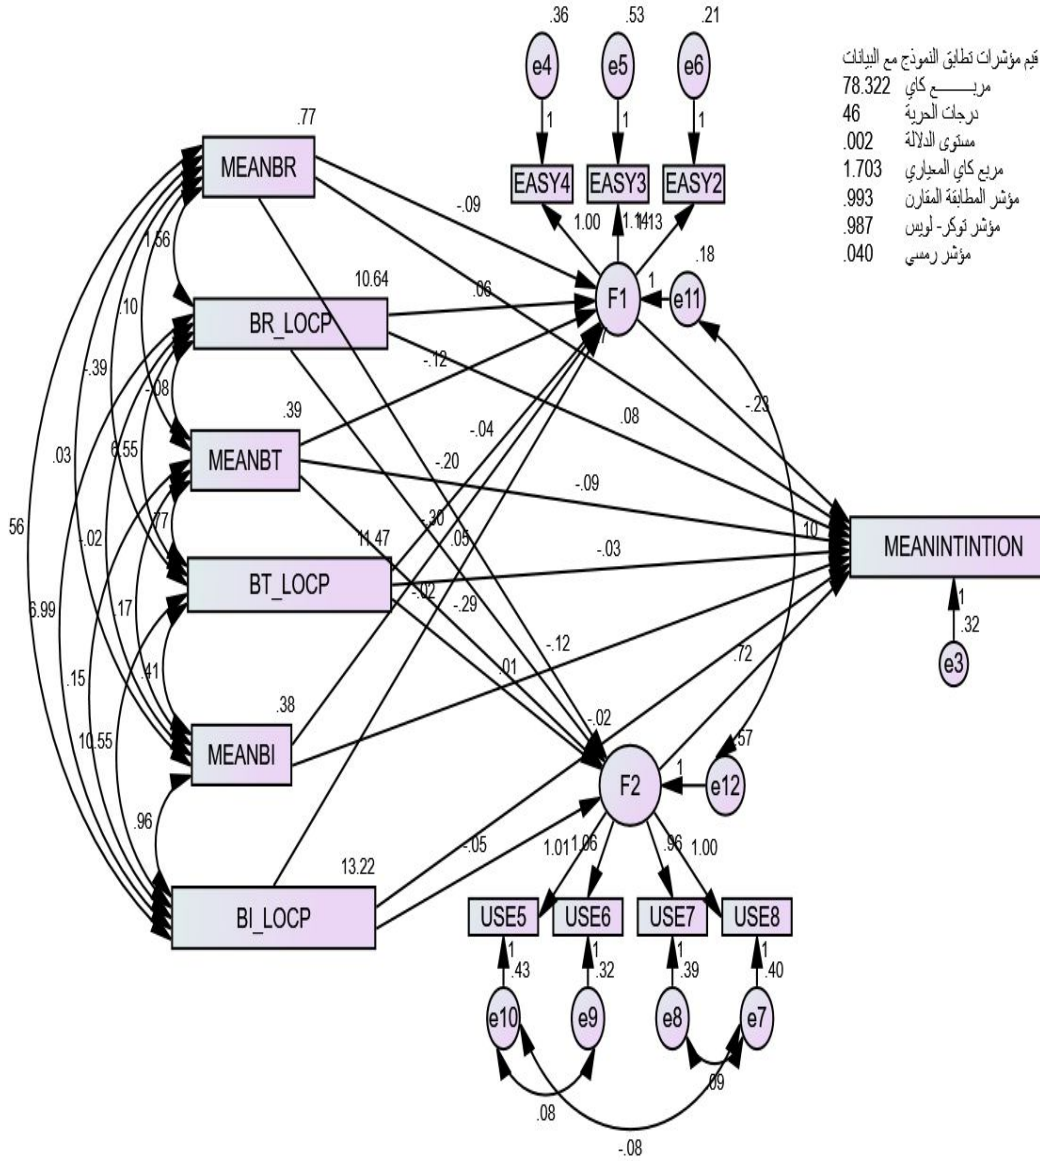 .36
.53
.21
e4
e5
e6
قيم مؤشرات تطابق النموذج مع البيانات
مربـــــــع كاي 78.322
درجات الحرية 46
مستوى الدلالة .002
مربع كاي المعياري 1.703
مؤشر المطابقة المقارن .993
مؤشر توكر- لويس .987
مؤشر رمسي .040
1
1
1
.77
MEANBR
EASY4
EASY3
EASY2
-.09
1.00
1.14
1.13
.18
1.56
10.64
.06
F1
1
e11
.10
BR_LOCP
-.12
-.39
-.08
.39
-.04
.08
-.23
.03
6.55
MEANBT
-.20
-.09
56
.77
11.47
-.30
.05
10
MEANINTINTION
-.02
BT_LOCP
-.02
-.29
-.03
1
.32
6.99
17
.41
-.12
.72
e3
.15
.38
.01
10.55
MEANBI
-.02
.57
F2
1
e12
.96
13.22
-.05
1.01
1.06
.96
1.00
BI_LOCP
USE5
USE6
USE7
USE8
1
1
1
1
.43
.32
.39
.40
e10
e9
e8
e7
.08
.09
-.08